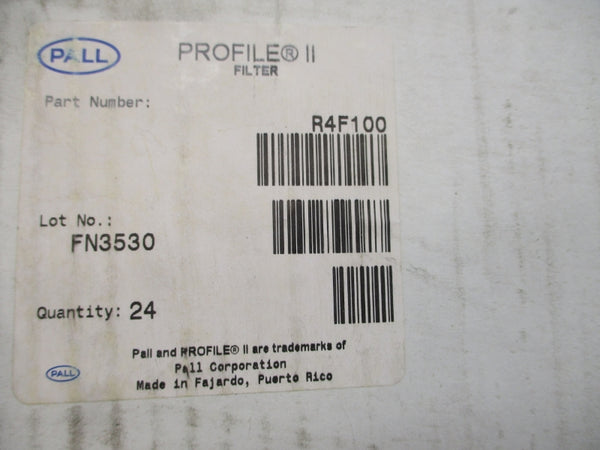 PALL
PROFILE® II
FILTER
Part Number:
R4F100
Lot No.:
FN3530
Quantity: 24
Pall and PROFILE® II are trademarks of
Pall Corporation
PALL
Made in Fajardo, Puerto Rico